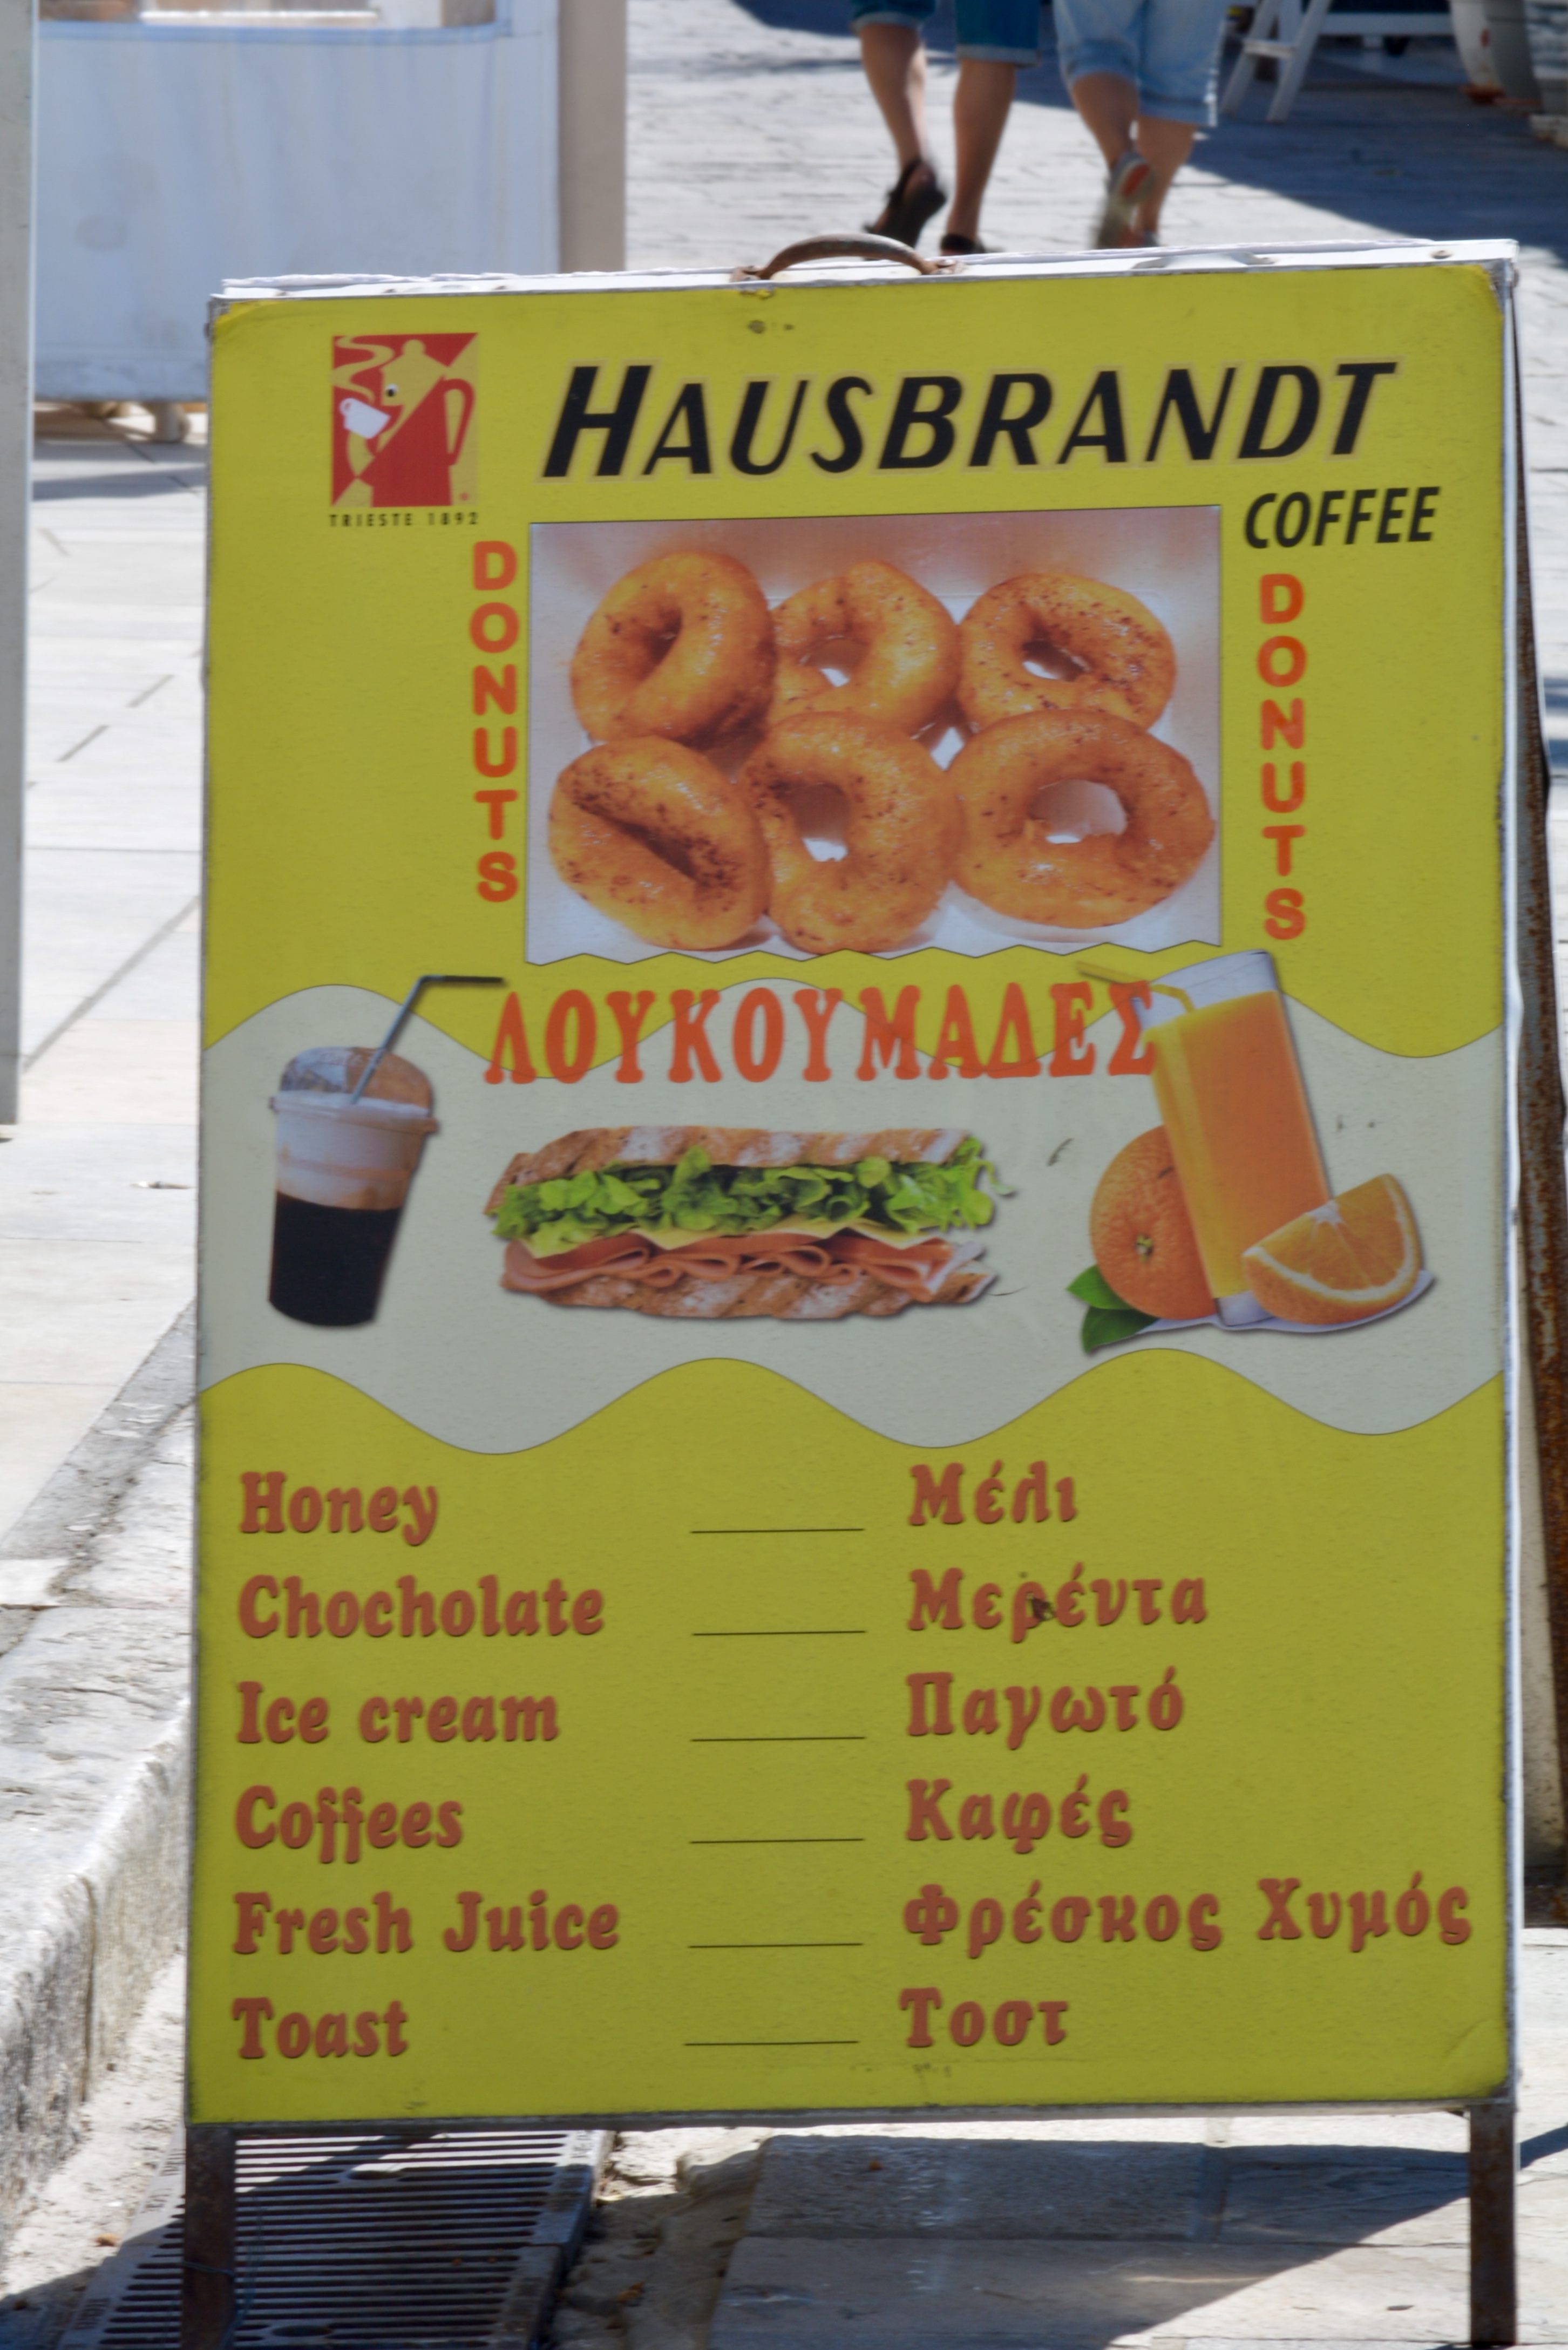 HAUSBRANDT
TRIESTE 1892
COFFEE
DONUTS
DONUTS
ΛΟΥΚΟΥΜΑΔΕΣ
Honey Μέλι
Chocholate Μερέντα
Ice cream Παγωτό
Coffees Καφές
Fresh Juice Φρέσκος Χυμός
Toast Τοστ